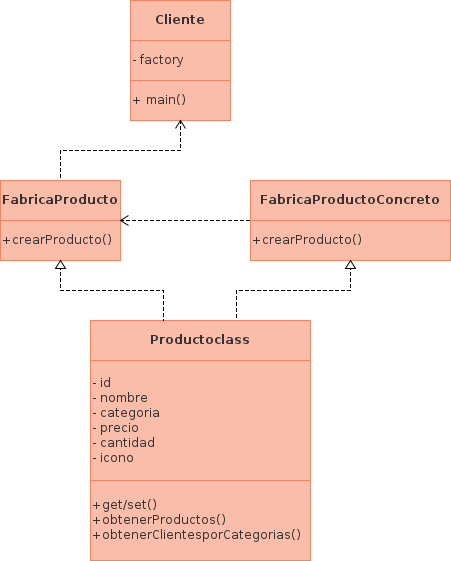 Cliente
- factory
+ main()
FabricaProducto
+crearProducto()
FabricaProductoConcreto
+crearProducto()
Productoclass
- id
- nombre
- categoria
- precio
- cantidad
- icono
+get/set()
+obtenerProductos()
+obtenerClientesporCategorias()